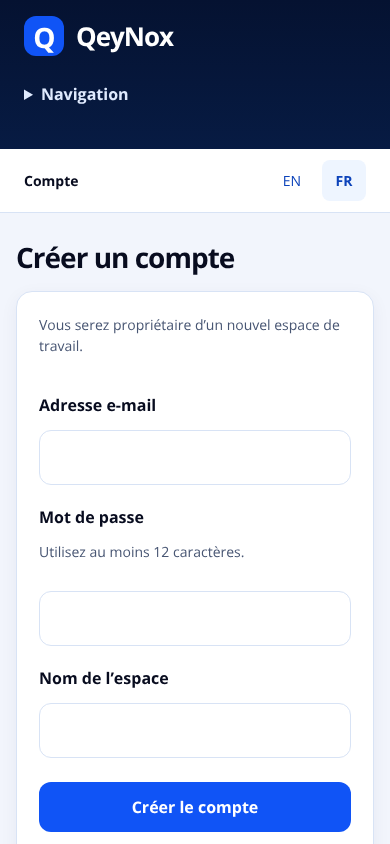 Q QeyNox
▶ Navigation
Compte EN FR
Créer un compte
Vous serez propriétaire d’un nouvel espace de
travail.
Adresse e-mail
Mot de passe
Utilisez au moins 12 caractères.
Nom de l’espace
Créer le compte